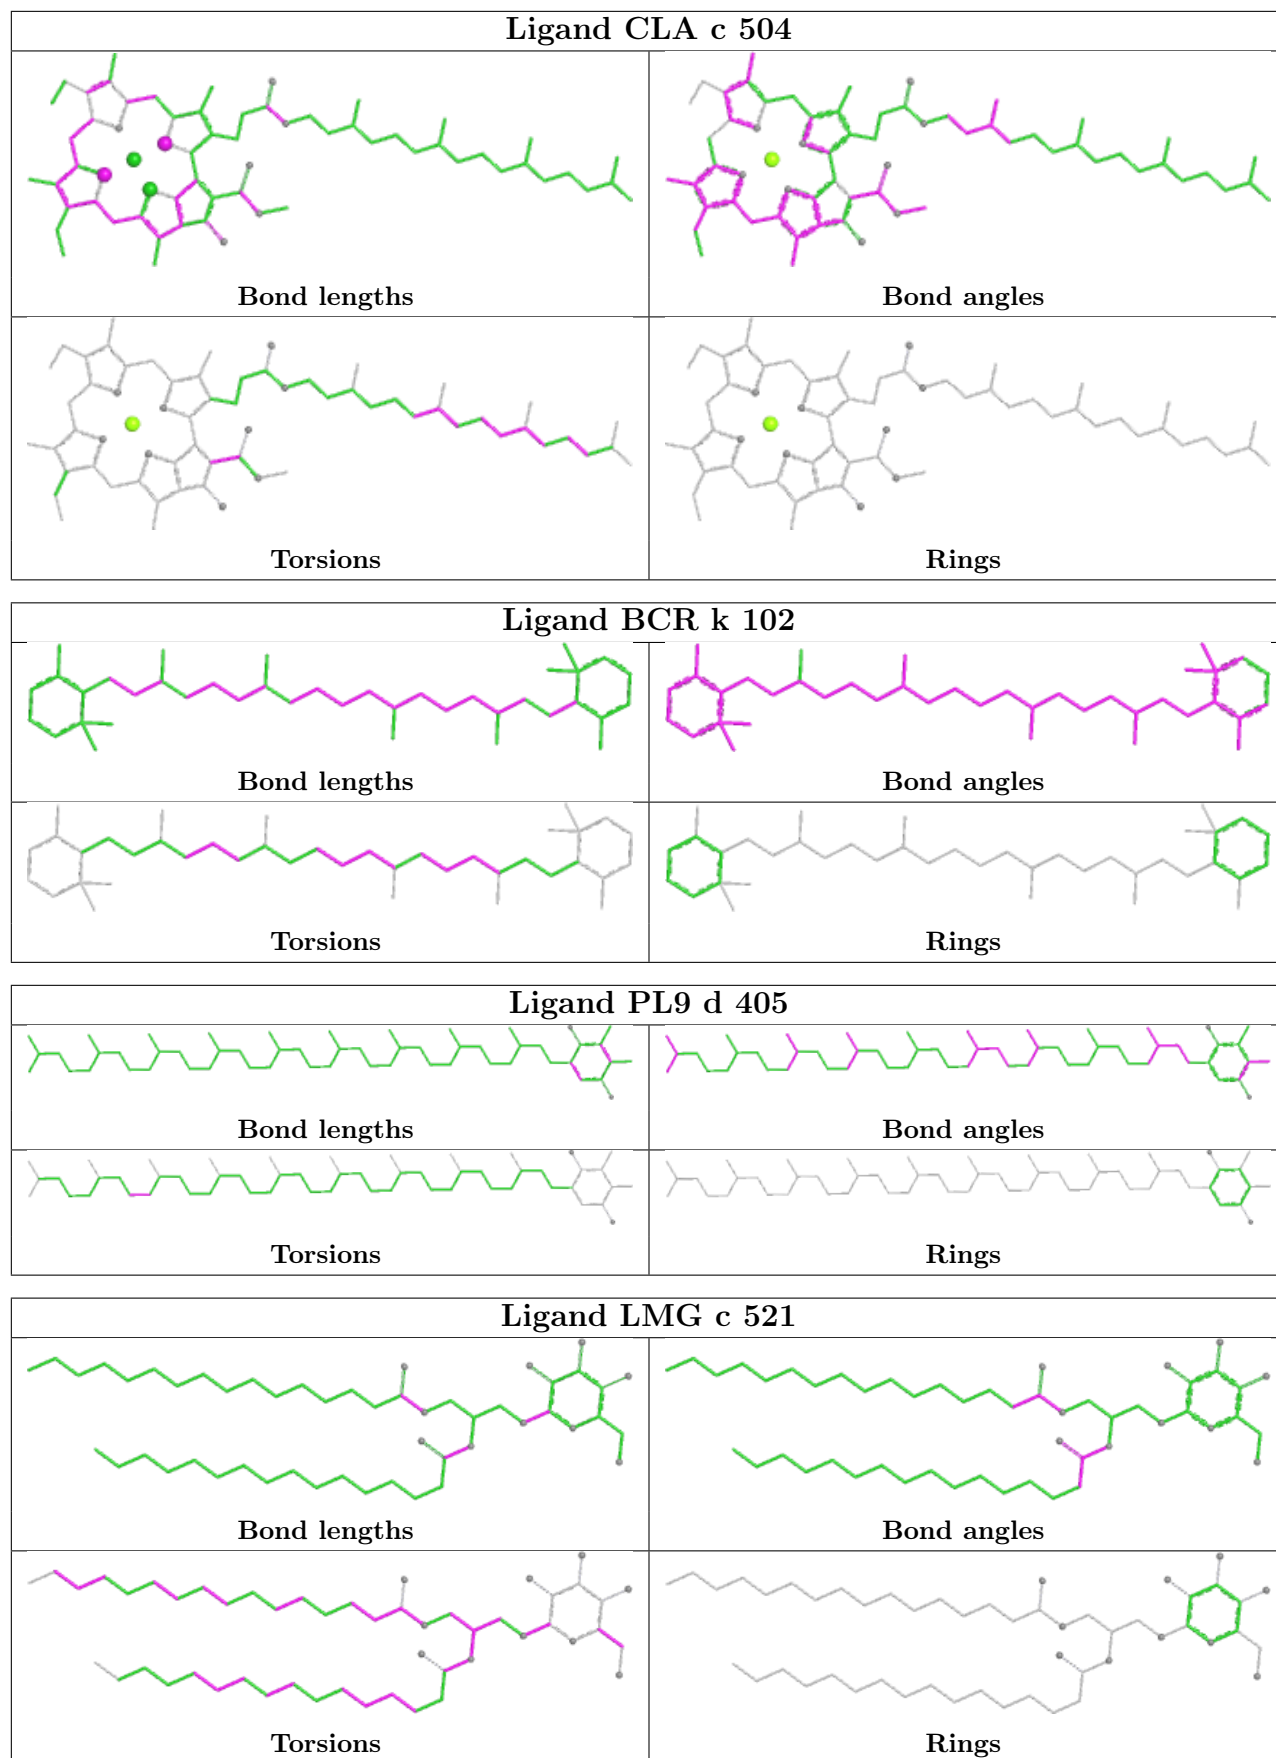 Ligand CLA c 504
Bond lengths
Bond angles
Torsions
Rings
Ligand BCR k 102
Bond lengths
Bond angles
Torsions
Rings
Ligand PL9 d 405
Bond lengths
Bond angles
Torsions
Rings
Ligand LMG c 521
Bond lengths
Bond angles
Torsions
Rings